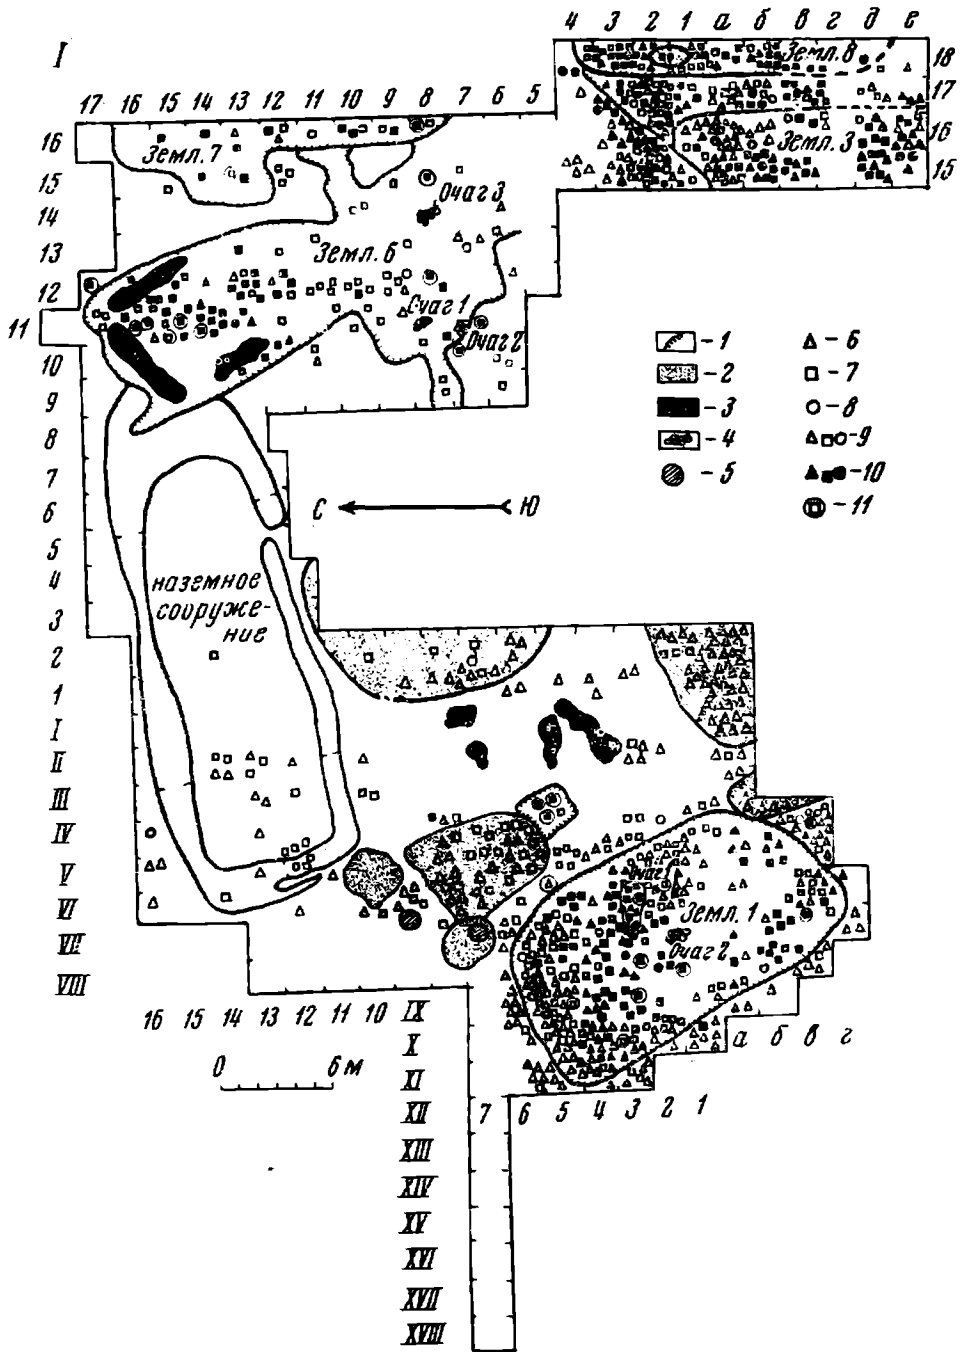 4 3 2 1 а б в г д е
I
Земл. 8
18
17
17 16 15 14 13 12 11 10 9 8 7 6 5
16
Земл. 7
Земл. 3
16
15
15
Очаг 3
14
13
Земл. 6
12
Очаг 1
11
Очаг 2
10
9
8
7
6
5
4
3
2
1
I
II
III
IV
V
VI
VII
VIII
- 1
- 2
- 3
- 4
- 5
- 6
- 7
- 8
- 9
- 10
- 11
С Ю
наземное
сооруже-
ние
Очаг 1
Земл. 1
Очаг 2
16 15 14 13 12 11 10
IX
X
XI
XII
XIII
XIV
XV
XVI
XVII
XVIII
а б в г
0 6 м
7 6 5 4 3 2 1